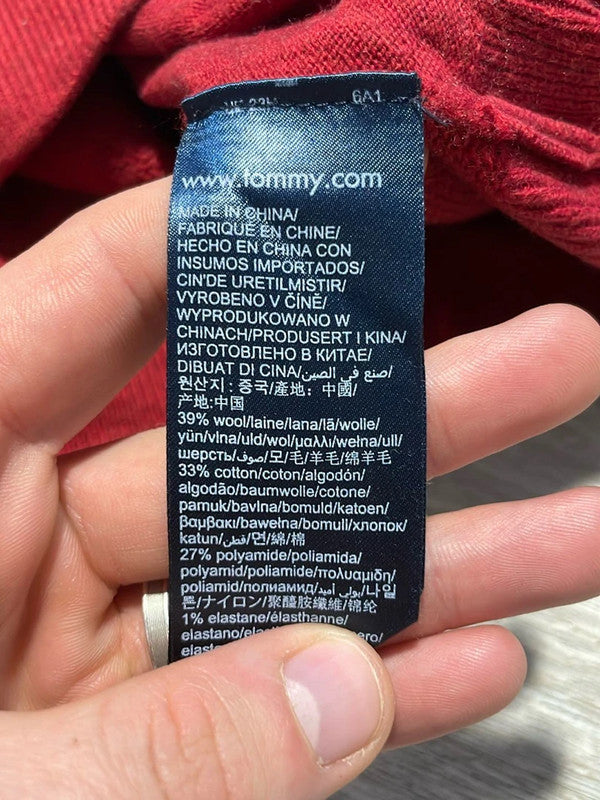 6A1
www.tommy.com
MADE IN CHINA/
FABRIQUÉ EN CHINE/
HECHO EN CHINA CON
INSUMOS IMPORTADOS/
ÇIN'DE URETILMISTIR/
VYROBENO V ČÍNĚ/
WYPRODUKOWANO W
CHINACH/PRODUSERT I KINA/
ИЗГОТОВЛЕНО В КИТАЕ/
DIBUAT DI CINA/صنع في الصين/
원산지 : 중국/產地: 中國/
产地:中国
39% wool/laine/lana/lã/wolle/
yün/vlna/uld/wol/μαλλι/wełna/ull/
шерсть/صوف/모/毛/羊毛/绵羊毛
33% cotton/coton/algodón/
algodão/baumwolle/cotone/
pamuk/bavlna/bomuld/katoen/
βαμβακι/bawełna/bomull/хлопок/
katun/قطن/면/綿/棉
27% polyamide/poliamida/
polyamid/poliamide/πολυαμιδη/
poliamid/полиамид/بولي أميد/나일
론/ナイロン/聚醯胺纖維/锦纶
1% elastane/élasthanne/
elastano/